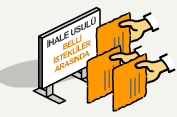 İHALE USULÜ
BELLİ
İSTEKLİLER
ARASINDA